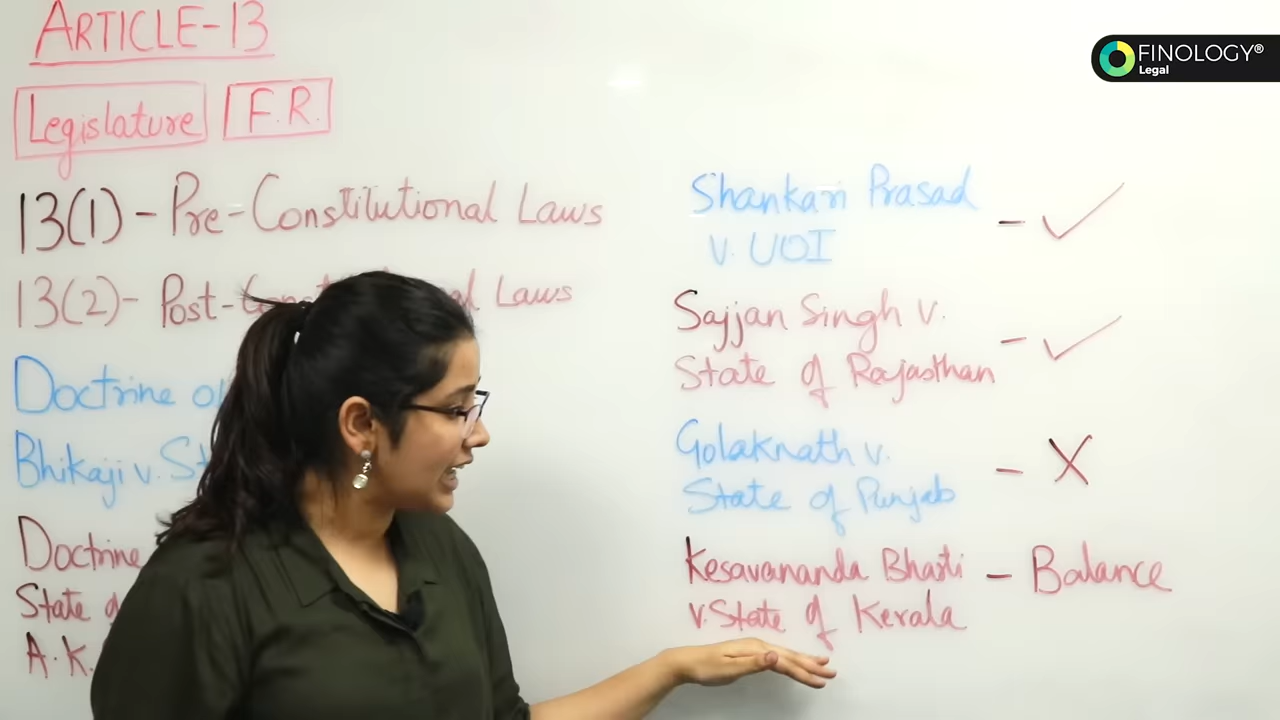 ARTICLE-13
Legislature F.R.
13(1) - Pre-Constitutional Laws
13(2) - Post- Laws
Doctrine
Bhikaji v.
Doctrine
State
A.K.
Shankari Prasad
v. UOI - ✓
Sajjan Singh v.
State of Rajasthan - ✓
Golaknath v.
State of Punjab - X
Kesavananda Bharti - Balance
v. State of Kerala
FINOLOGY®
Legal